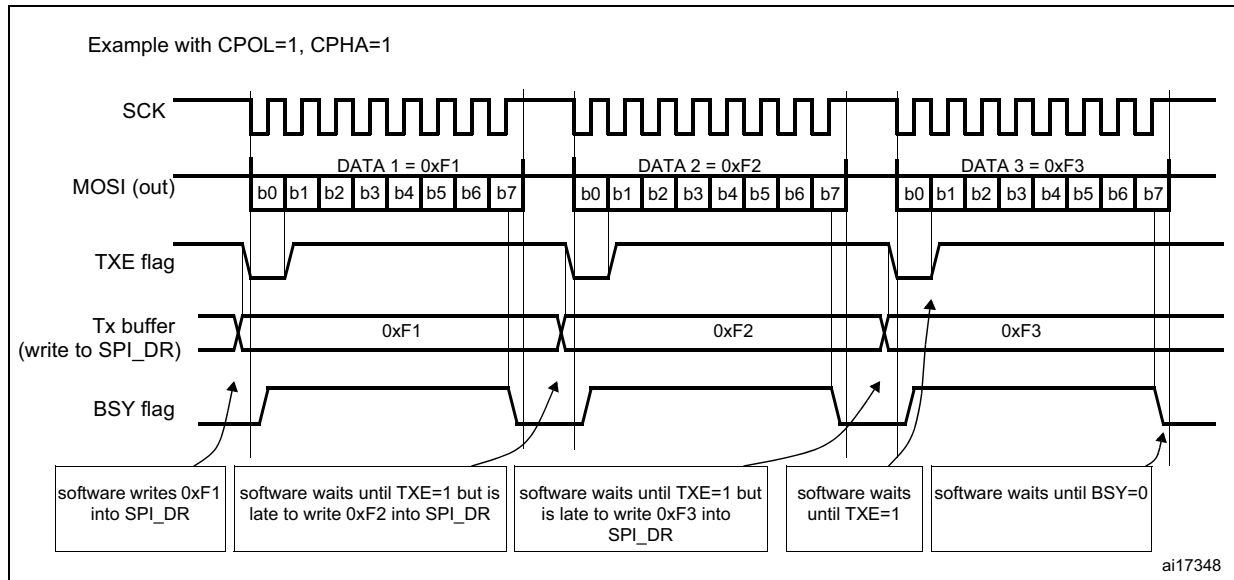 Example with CPOL=1, CPHA=1
SCK
DATA 1 = 0xF1
DATA 2 = 0xF2
DATA 3 = 0xF3
MOSI (out)
b0 b1 b2 b3 b4 b5 b6 b7
b0 b1 b2 b3 b4 b5 b6 b7
b0 b1 b2 b3 b4 b5 b6 b7
TXE flag
Tx buffer
(write to SPI_DR)
0xF1
0xF2
0xF3
BSY flag
software writes 0xF1
into SPI_DR
software waits until TXE=1 but is
late to write 0xF2 into SPI_DR
software waits until TXE=1 but
is late to write 0xF3 into
SPI_DR
software waits
until TXE=1
software waits until BSY=0
ai17348